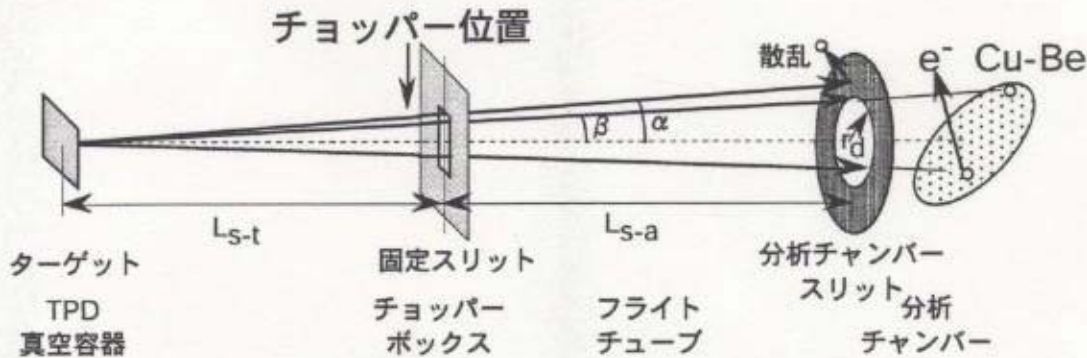 チョッパー位置
散乱
e⁻ Cu-Be
β
α
rd
Ls-t
Ls-a
ターゲット
固定スリット
分析チャンバー
スリット
TPD
真空容器
チョッパー
ボックス
フライト
チューブ
分析
チャンバー